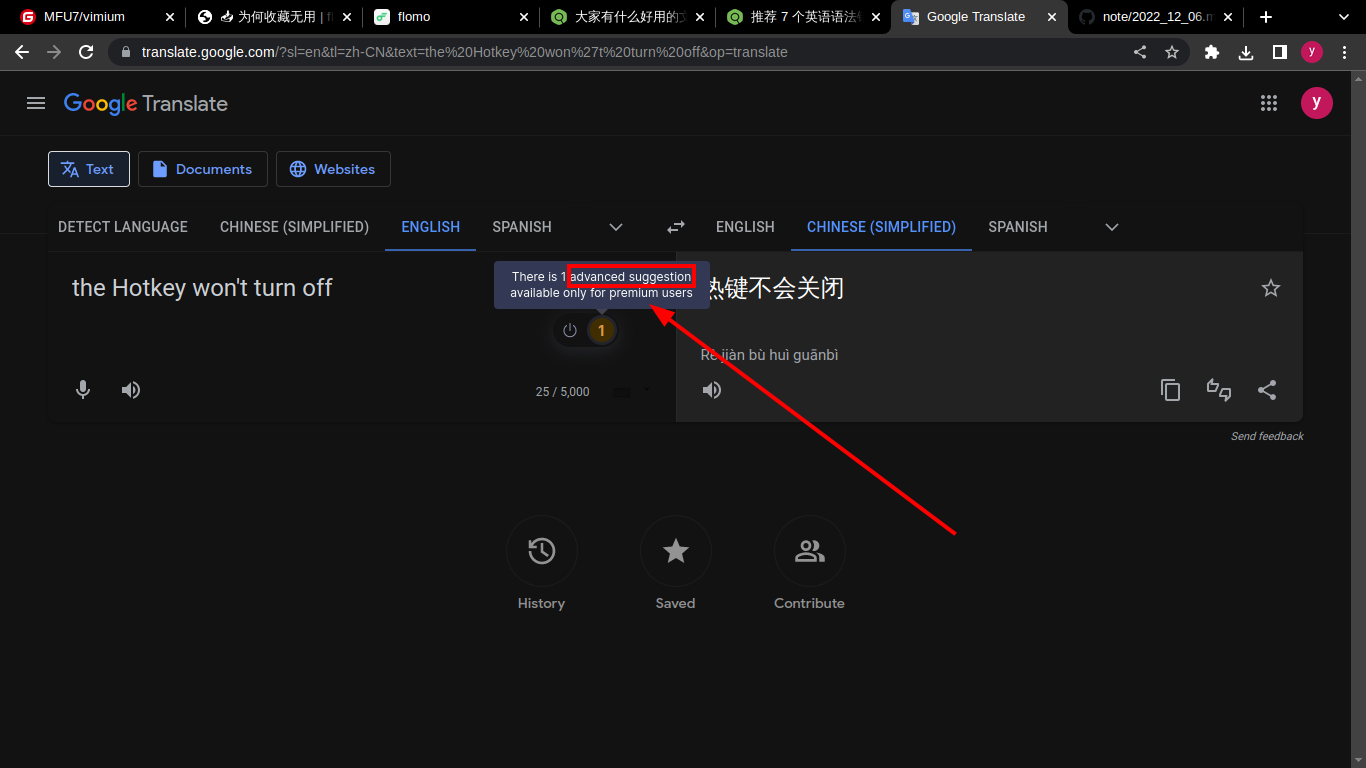 MFU7/vimium
为何收藏无用 | f
flomo
大家有什么好用的
推荐 7 个英语语法
Google Translate
note/2022_12_06.m
translate.google.com/?sl=en&tl=zh-CN&text=the%20Hotkey%20won%27t%20turn%20off&op=translate
y
Google Translate
y
Text
Documents
Websites
DETECT LANGUAGE
CHINESE (SIMPLIFIED)
ENGLISH
SPANISH
ENGLISH
CHINESE (SIMPLIFIED)
SPANISH
There is 1 advanced suggestion
available only for premium users
the Hotkey won't turn off
热键不会关闭
1
Rè jiàn bù huì guānbì
25 / 5,000
Send feedback
History
Saved
Contribute